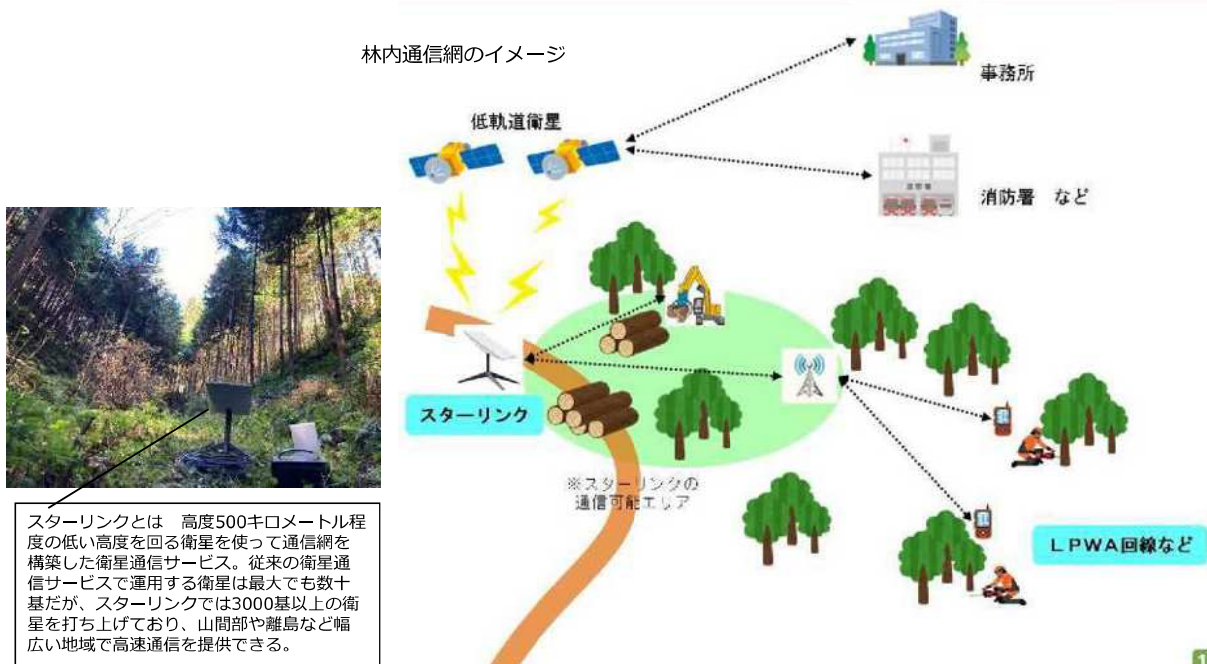 林内通信網のイメージ
事務所
低軌道衛星
消防署　など
消防署
スターリンク
※スターリンクの
通信可能エリア
LPWA回線など
スターリンクとは　高度500キロメートル程
度の低い高度を回る衛星を使って通信網を
構築した衛星通信サービス。従来の衛星通
信サービスで運用する衛星は最大でも数十
基だが、スターリンクでは3000基以上の衛
星を打ち上げており、山間部や離島など幅
広い地域で高速通信を提供できる。